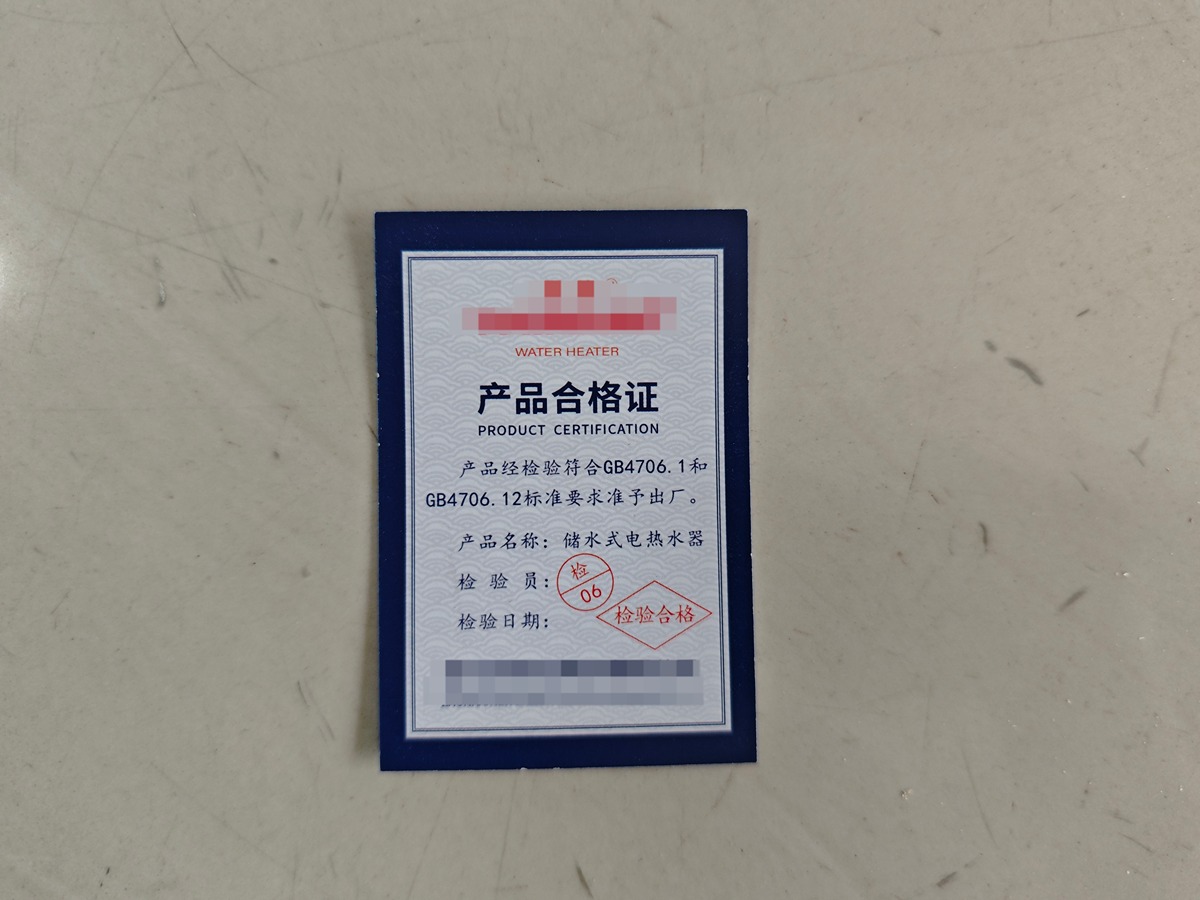 WATER HEATER
产品合格证
PRODUCT CERTIFICATION
产品经检验符合GB4706.1和
GB4706.12标准要求准予出厂。
产品名称：储水式电热水器
检 验 员：
检
06
检验日期：
检验合格